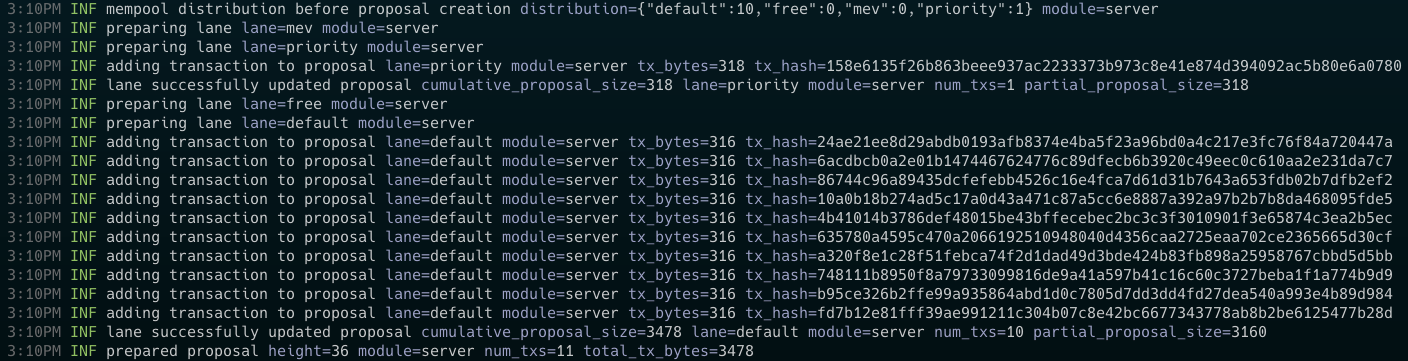 3:10PM INF mempool distribution before proposal creation distribution={"default":10,"free":0,"mev":0,"priority":1} module=server
3:10PM INF preparing lane lane=mev module=server
3:10PM INF preparing lane lane=priority module=server
3:10PM INF adding transaction to proposal lane=priority module=server tx_bytes=318 tx_hash=158e6135f26b863beee937ac2233373b973c8e41e874d394092ac5b80e6a0780
3:10PM INF lane successfully updated proposal cumulative_proposal_size=318 lane=priority module=server num_txs=1 partial_proposal_size=318
3:10PM INF preparing lane lane=free module=server
3:10PM INF preparing lane lane=default module=server
3:10PM INF adding transaction to proposal lane=default module=server tx_bytes=316 tx_hash=24ae21ee8d29abdb0193afb8374e4ba5f23a96bd0a4c217e3fc76f84a720447a
3:10PM INF adding transaction to proposal lane=default module=server tx_bytes=316 tx_hash=6acdbcb0a2e01b1474467624776c89dfecb6b3920c49eec0c610aa2e231da7c7
3:10PM INF adding transaction to proposal lane=default module=server tx_bytes=316 tx_hash=86744c96a89435dcfefebb4526c16e4fca7d61d31b7643a653fdb02b7dfb2ef2
3:10PM INF adding transaction to proposal lane=default module=server tx_bytes=316 tx_hash=10a0b18b274ad5c17a0d43a471c87a5cc6e8887a392a97b2b7b8da468095fde5
3:10PM INF adding transaction to proposal lane=default module=server tx_bytes=316 tx_hash=4b41014b3786def48015be43bffecebec2bc3c3f3010901f3e65874c3ea2b5ec
3:10PM INF adding transaction to proposal lane=default module=server tx_bytes=316 tx_hash=635780a4595c470a2066192510948040d4356caa2725eaa702ce2365665d30cf
3:10PM INF adding transaction to proposal lane=default module=server tx_bytes=316 tx_hash=a320f8e1c28f51febca74f2d1dad49d3bde424b83fb898a25958767cbbd5d5bb
3:10PM INF adding transaction to proposal lane=default module=server tx_bytes=316 tx_hash=748111b8950f8a79733099816de9a41a597b41c16c60c3727beba1f1a774b9d9
3:10PM INF adding transaction to proposal lane=default module=server tx_bytes=316 tx_hash=b95ce326b2ffe99a935864abd1d0c7805d7dd3dd4fd27dea540a993e4b89d984
3:10PM INF adding transaction to proposal lane=default module=server tx_bytes=316 tx_hash=fd7b12e81fff39ae991211c304b07c8e42bc6677343778ab8b2be6125477b28d
3:10PM INF lane successfully updated proposal cumulative_proposal_size=3478 lane=default module=server num_txs=10 partial_proposal_size=3160
3:10PM INF prepared proposal height=36 module=server num_txs=11 total_tx_bytes=3478